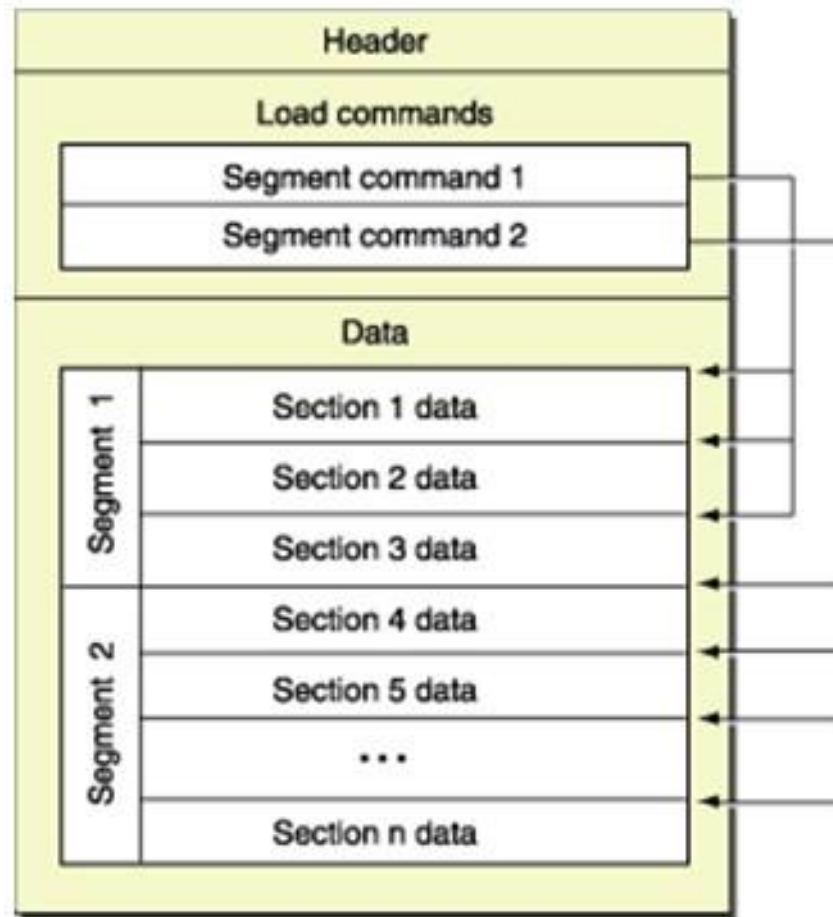 Header
Load commands
Segment command 1
Segment command 2
Data
Segment 1
Section 1 data
Section 2 data
Section 3 data
Segment 2
Section 4 data
Section 5 data
...
Section n data